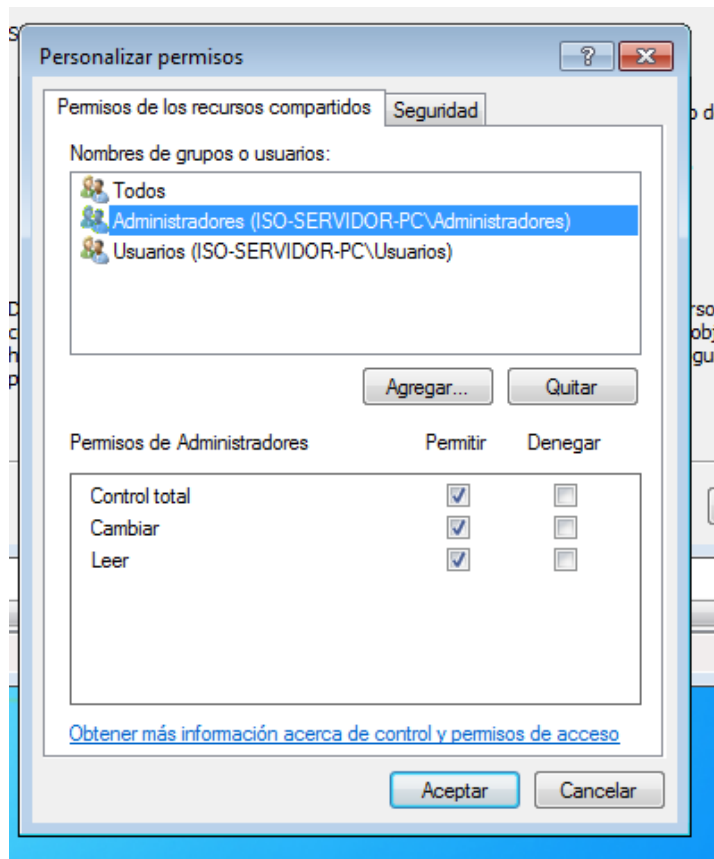 Personalizar permisos
Permisos de los recursos compartidos
Seguridad
Nombres de grupos o usuarios:
Todos
Administradores (ISO-SERVIDOR-PC\Administradores)
Usuarios (ISO-SERVIDOR-PC\Usuarios)
Agregar...
Quitar
Permisos de Administradores Permitir Denegar
Control total
Cambiar
Leer
Obtener más información acerca de control y permisos de acceso
Aceptar
Cancelar